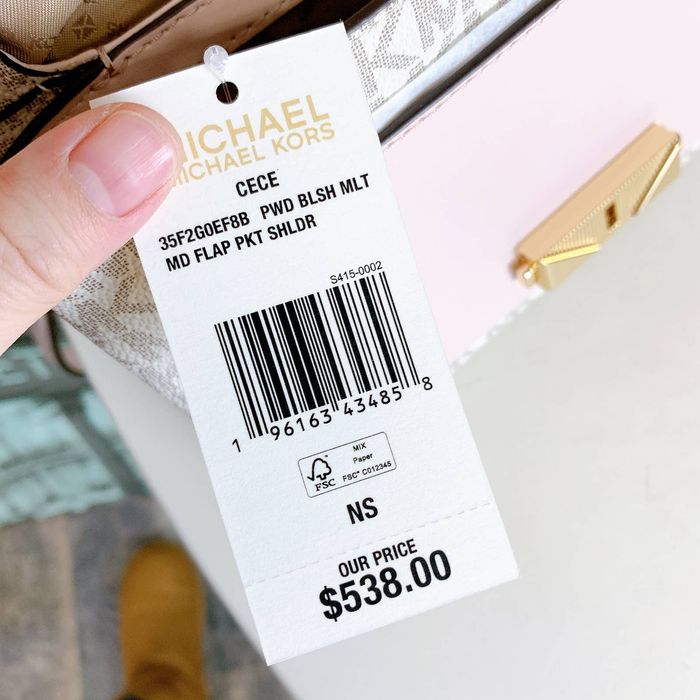 MICHAEL
MICHAEL KORS
CECE
35F2G0EF8B PWD BLSH MLT
MD FLAP PKT SHLDR
S415-0002
1 96163 43485 8
FSC
MIX
Paper
FSC® C012345
NS
OUR PRICE
$538.00